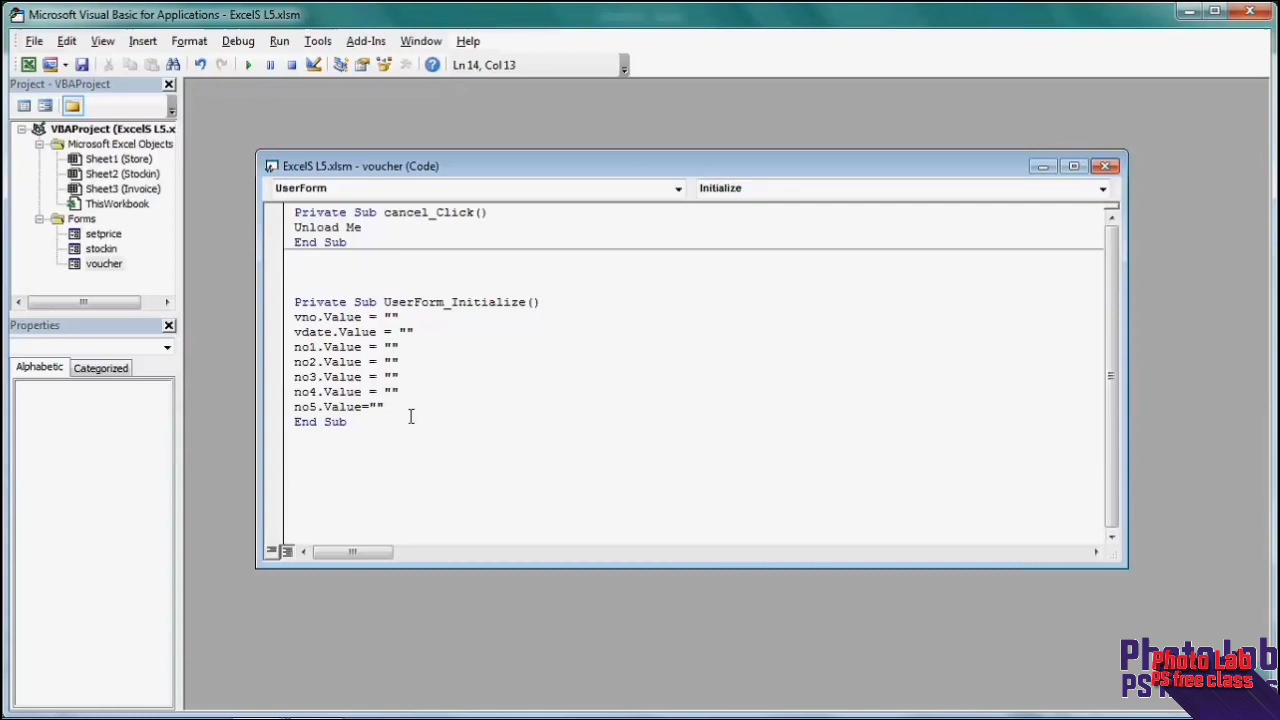 Microsoft Visual Basic for Applications - ExcelS L5.xlsm
File Edit View Insert Format Debug Run Tools Add-Ins Window Help
Ln 14, Col 13
Project - VBAProject
VBAProject (ExcelS L5.x
Microsoft Excel Objects
Sheet1 (Store)
Sheet2 (Stockin)
Sheet3 (Invoice)
ThisWorkbook
Forms
setprice
stockin
voucher
Properties
Alphabetic Categorized
ExcelS L5.xlsm - voucher (Code)
UserForm Initialize
Private Sub cancel_Click()
Unload Me
End Sub
Private Sub UserForm_Initialize()
vno.Value = ""
vdate.Value = ""
no1.Value = ""
no2.Value = ""
no3.Value = ""
no4.Value = ""
no5.Value=""
End Sub
Photo Lab
PS
Photo Lab
PS free class